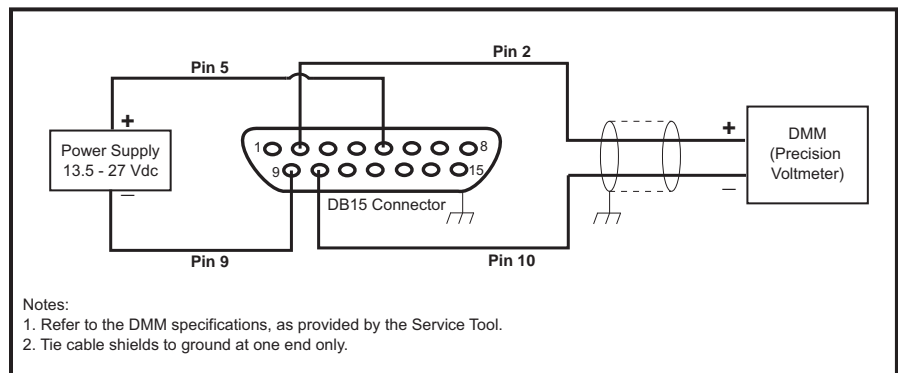 Pin 5
Pin 2
+
Power Supply
13.5 - 27 Vdc
–
1
8
9
15
DB15 Connector
+
DMM
(Precision
Voltmeter)
–
Pin 9
Pin 10
Notes:
1. Refer to the DMM specifications, as provided by the Service Tool.
2. Tie cable shields to ground at one end only.